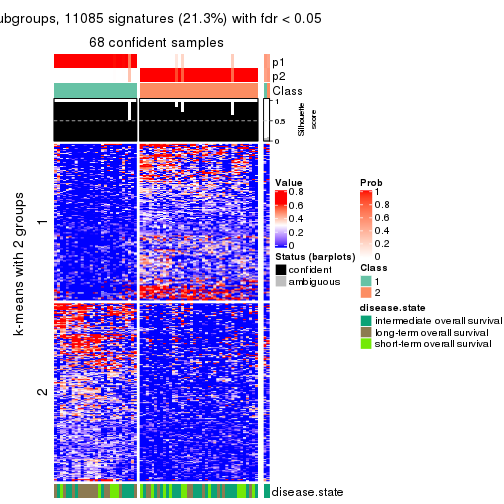 ubgroups, 11085 signatures (21.3%) with fdr < 0.05
68 confident samples
p1
p2
Class
1
0.5
0
Silhouette
score
k-means with 2 groups
1
2
Value
0.8
0.6
0.4
0.2
0
Status (barplots)
confident
ambiguous
Prob
1
0.8
0.6
0.4
0.2
0
Class
1
2
disease.state
intermediate overall survival
long-term overall survival
short-term overall survival
disease.state